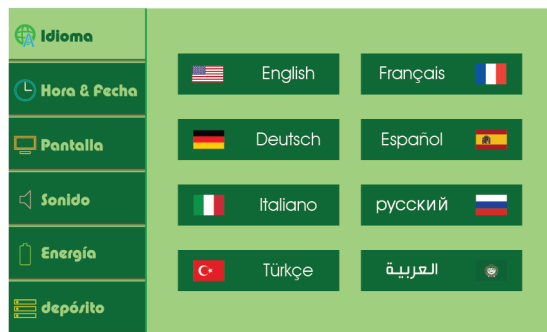 Idioma
Hora & Fecha
Pantalla
Sonido
Energía
depósito
English
Français
Deutsch
Español
Italiano
русский
Türkçe
العربية